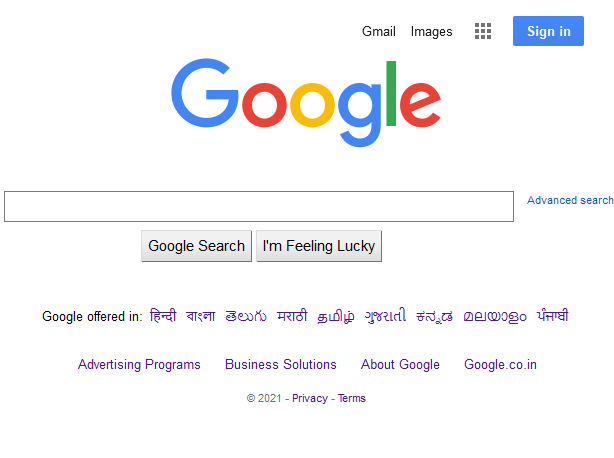 Gmail Images Sign in
Google
Advanced search
Google Search I'm Feeling Lucky
Google offered in: हिन्दी বাংলা తెలుగు मराठी தமிழ் ગુજરાતી ಕನ್ನಡ മലയാളം ਪੰਜਾਬੀ
Advertising Programs Business Solutions About Google Google.co.in
© 2021 - Privacy - Terms